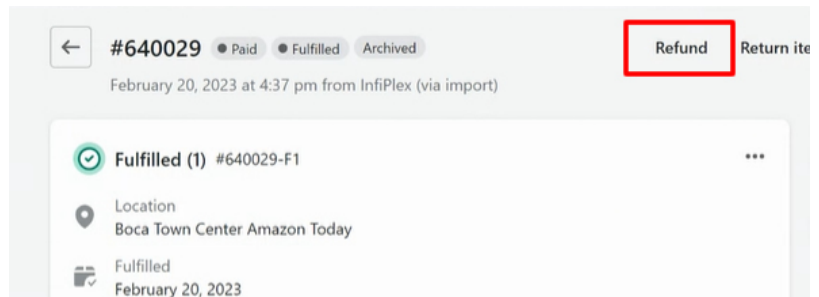 #640029 Paid Fulfilled Archived Refund Return ite
February 20, 2023 at 4:37 pm from InfiPlex (via import)
Fulfilled (1) #640029-F1
Location
Boca Town Center Amazon Today
Fulfilled
February 20, 2023